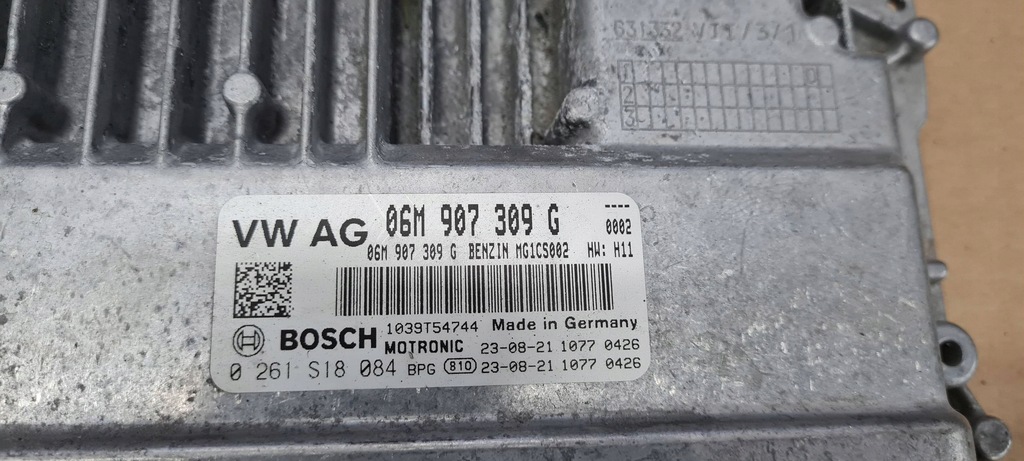 631332 VT1/3/1
1
2
3
VW AG 06M 907 309 G ----
0002
06M 907 309 G BENZIN MG1CS002 HW: H11
BOSCH 1039T54744 Made in Germany
MOTRONIC 23-08-21 1077 0426
0 261 S18 084 BPG 810 23-08-21 1077 0426